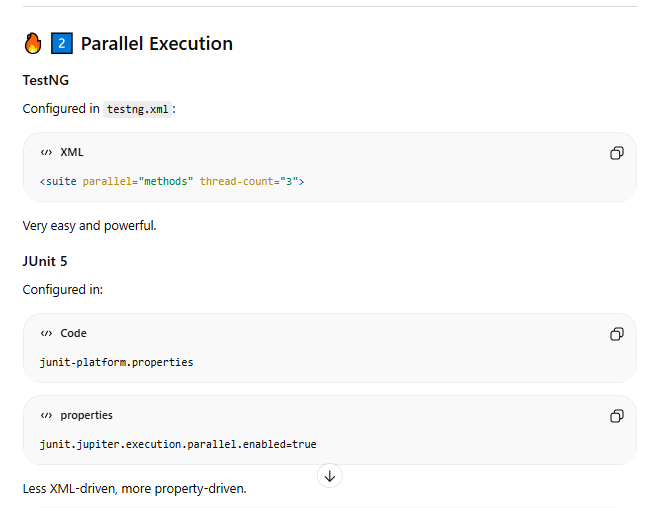 🔥 2️⃣ Parallel Execution
TestNG
Configured in testng.xml:
</> XML
<suite parallel="methods" thread-count="3">
Very easy and powerful.
JUnit 5
Configured in:
</> Code
junit-platform.properties
</> properties
junit.jupiter.execution.parallel.enabled=true
Less XML-driven, more property-driven.